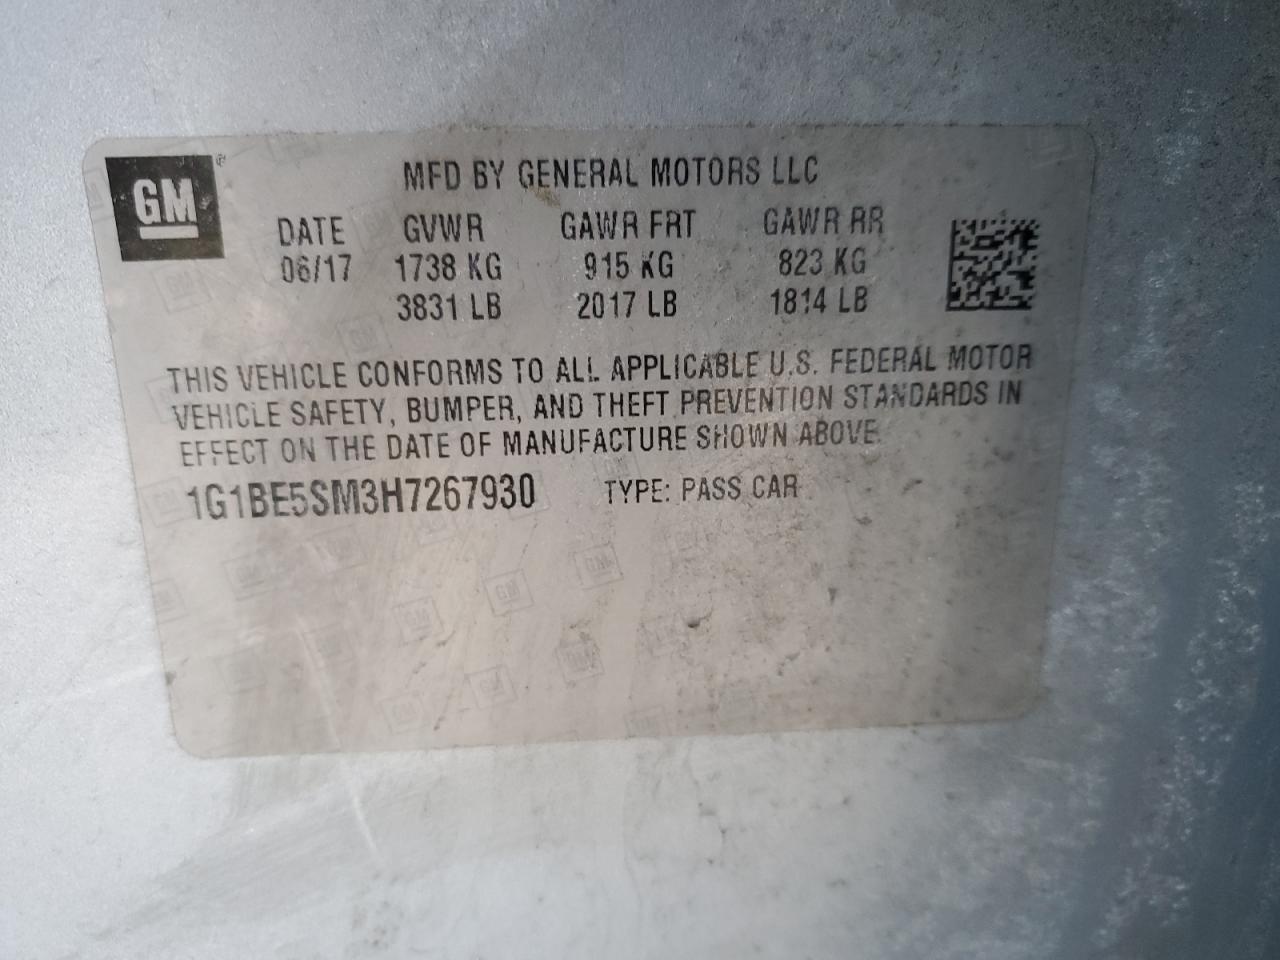 GM®
MFD BY GENERAL MOTORS LLC
DATE GVWR GAWR FRT GAWR RR
06/17 1738 KG 915 KG 823 KG
3831 LB 2017 LB 1814 LB
THIS VEHICLE CONFORMS TO ALL APPLICABLE U.S. FEDERAL MOTOR
VEHICLE SAFETY, BUMPER, AND THEFT PREVENTION STANDARDS IN
EFFECT ON THE DATE OF MANUFACTURE SHOWN ABOVE.
1G1BE5SM3H7267930 TYPE: PASS CAR